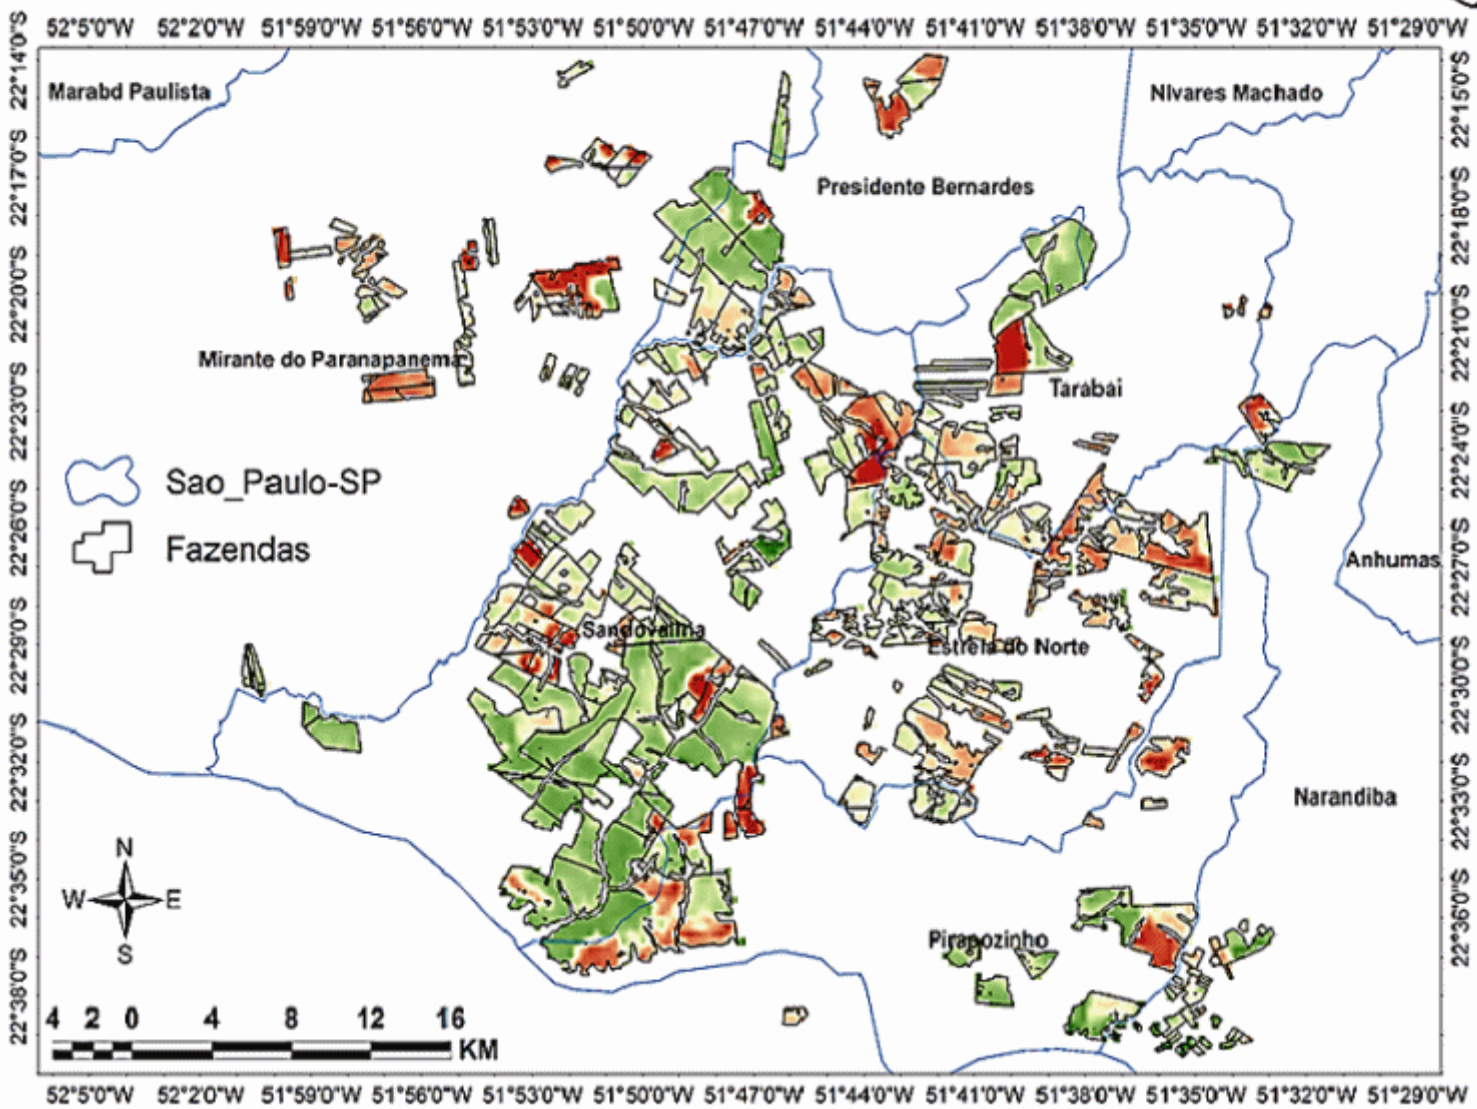 52°5'0"W 52°2'0"W 51°59'0"W 51°56'0"W 51°53'0"W 51°50'0"W 51°47'0"W 51°44'0"W 51°41'0"W 51°38'0"W 51°35'0"W 51°32'0"W 51°29'0"W
22°14'0"S
22°17'0"S
22°20'0"S
22°23'0"S
22°26'0"S
22°29'0"S
22°32'0"S
22°35'0"S
22°38'0"S
22°15'0"S
22°18'0"S
22°21'0"S
22°24'0"S
22°27'0"S
22°30'0"S
22°33'0"S
22°36'0"S
Marabd Paulista
Nlvares Machado
Presidente Bernardes
Mirante do Paranapanema
Tarabai
Sao_Paulo-SP
Fazendas
Anhumas
Sandovalina
Estrela do Norte
Narandiba
Pirapozinho
N
W E
S
4 2 0 4 8 12 16
KM
52°5'0"W 52°2'0"W 51°59'0"W 51°56'0"W 51°53'0"W 51°50'0"W 51°47'0"W 51°44'0"W 51°41'0"W 51°38'0"W 51°35'0"W 51°32'0"W 51°29'0"W